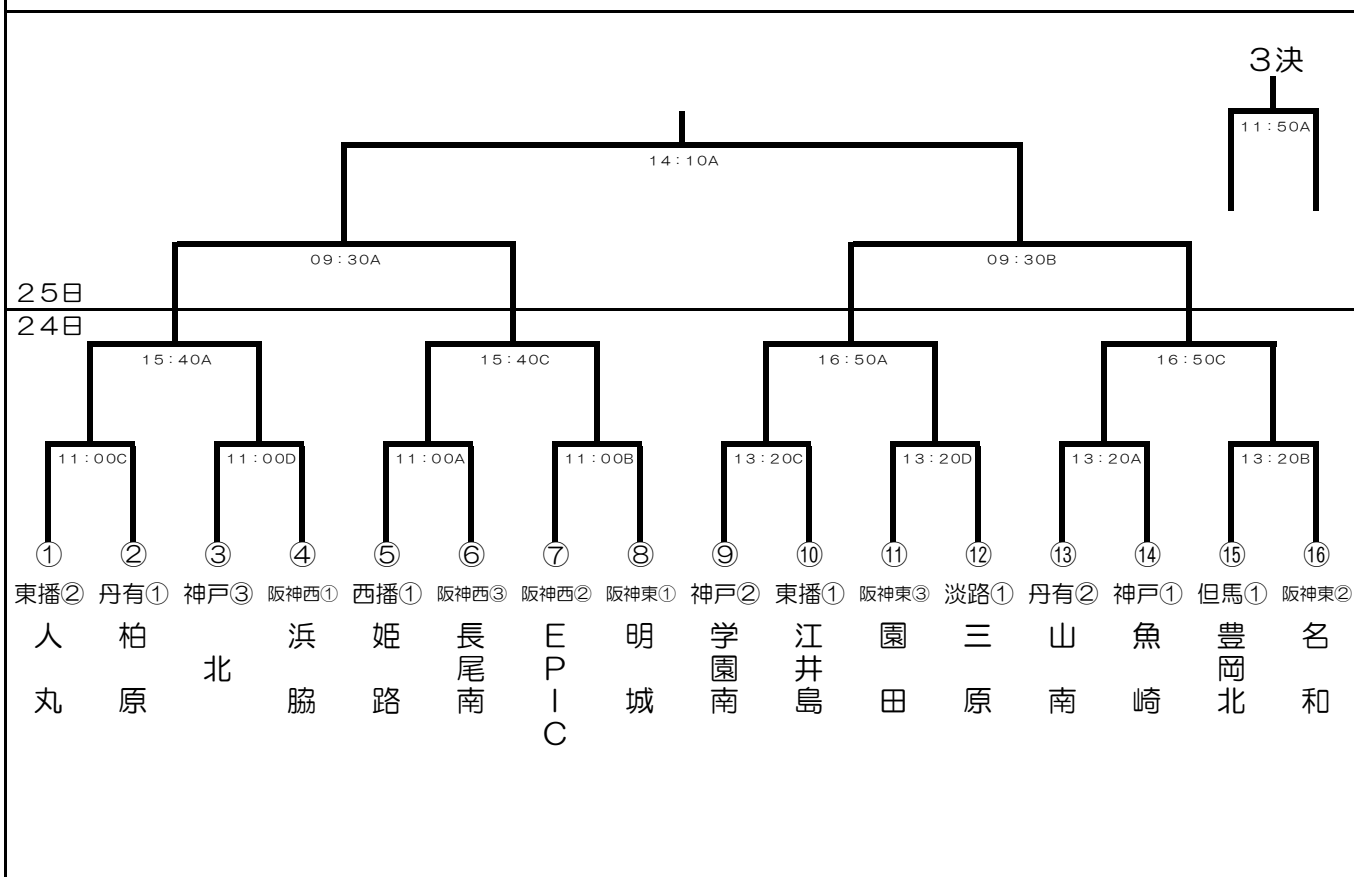 3決
11:50A
14:10A
09:30A
09:30B
25日
24日
15:40A
15:40C
16:50A
16:50C
11:00C
11:00D
11:00A
11:00B
13:20C
13:20D
13:20A
13:20B
① ② ③ ④ ⑤ ⑥ ⑦ ⑧ ⑨ ⑩ ⑪ ⑫ ⑬ ⑭ ⑮ ⑯
東播② 丹有① 神戸③ 阪神西① 西播① 阪神西③ 阪神西② 阪神東① 神戸② 東播① 阪神東③ 淡路① 丹有② 神戸① 但馬① 阪神東②
人丸
柏原
北
浜脇
姫路
長尾南
EPIC
明城
学園南
江井島
園田
三原
山南
魚崎
豊岡北
名和